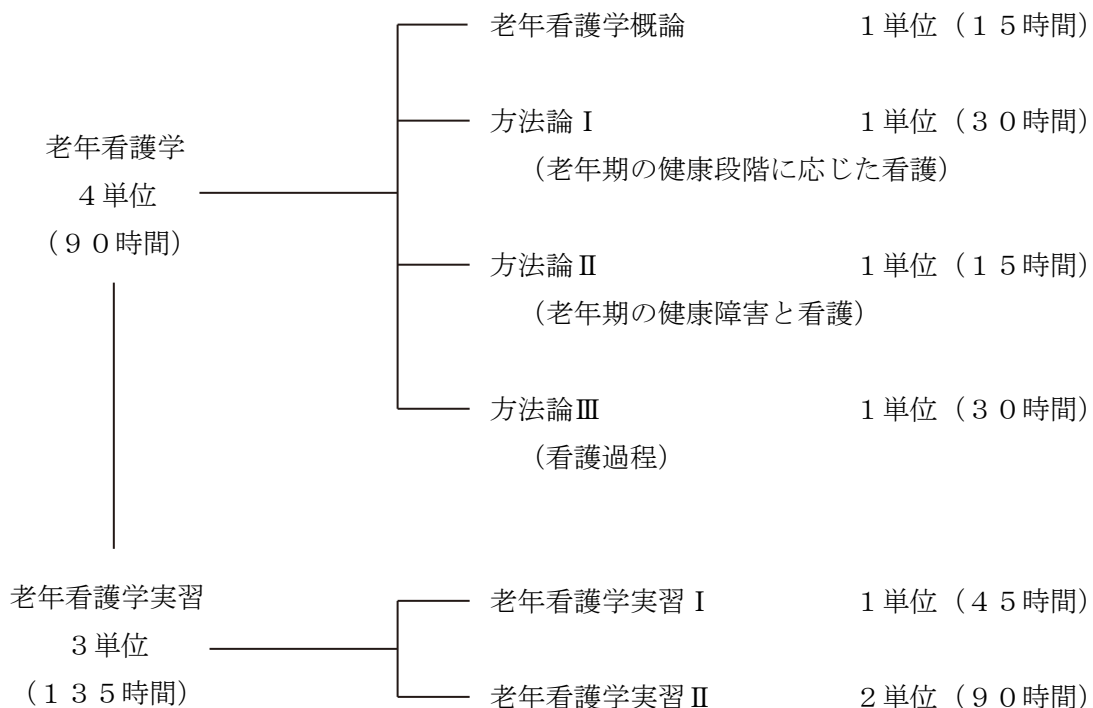 老年看護学概論 １単位（１５時間）
方法論Ⅰ １単位（３０時間）
（老年期の健康段階に応じた看護）
老年看護学
４単位
（９０時間）
方法論Ⅱ １単位（１５時間）
（老年期の健康障害と看護）
方法論Ⅲ １単位（３０時間）
（看護過程）
老年看護学実習
３単位
（１３５時間）
老年看護学実習Ⅰ １単位（４５時間）
老年看護学実習Ⅱ ２単位（９０時間）